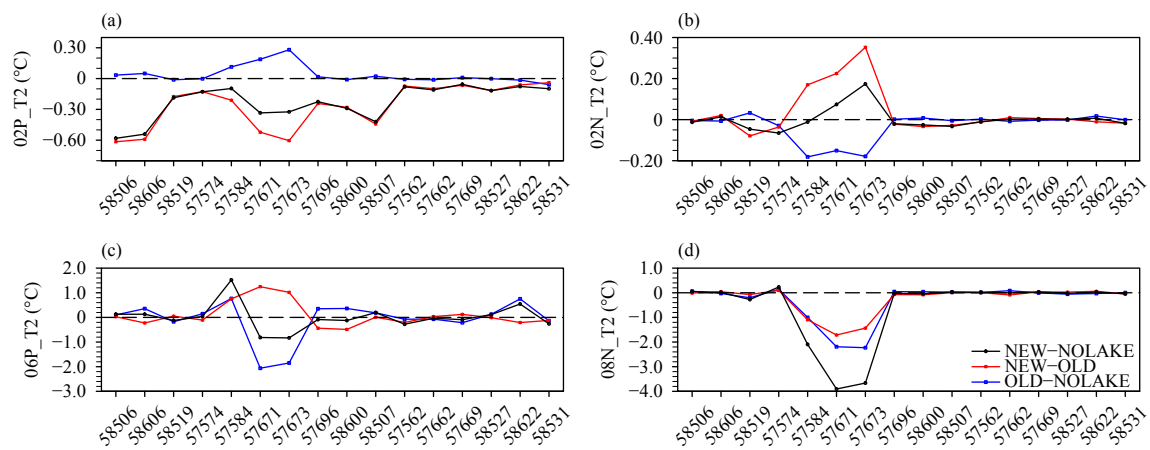 (a)
02P_T2 (°C)
0.30
0
−0.30
−0.60
58506 58606 58519 57574 57584 57671 57673 57696 58600 58507 57562 57662 57669 58527 58622 58531
(b)
02N_T2 (°C)
0.40
0.20
0
−0.20
58506 58606 58519 57574 57584 57671 57673 57696 58600 58507 57562 57662 57669 58527 58622 58531
(c)
06P_T2 (°C)
2.0
1.0
0
−1.0
−2.0
−3.0
58506 58606 58519 57574 57584 57671 57673 57696 58600 58507 57562 57662 57669 58527 58622 58531
(d)
08N_T2 (°C)
1.0
0
−1.0
−2.0
−3.0
−4.0
NEW−NOLAKE
NEW−OLD
OLD−NOLAKE
58506 58606 58519 57574 57584 57671 57673 57696 58600 58507 57562 57662 57669 58527 58622 58531